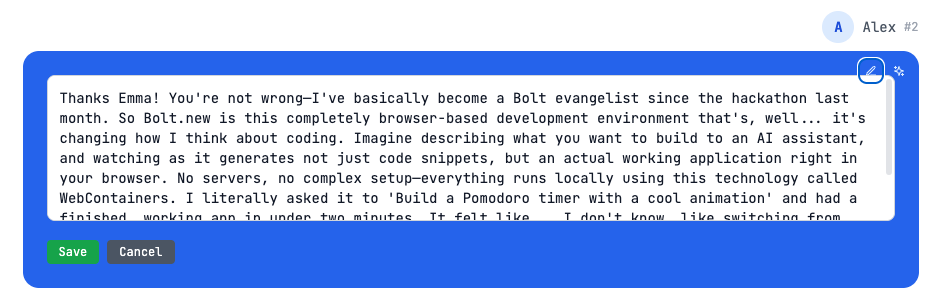 A Alex #2
Thanks Emma! You're not wrong—I've basically become a Bolt evangelist since the hackathon last
month. So Bolt.new is this completely browser-based development environment that's, well... it's
changing how I think about coding. Imagine describing what you want to build to an AI assistant,
and watching as it generates not just code snippets, but an actual working application right in
your browser. No servers, no complex setup—everything runs locally using this technology called
WebContainers. I literally asked it to 'Build a Pomodoro timer with a cool animation' and had a
finished, working app in under two minutes. It felt like... I don't know, like switching from
Save Cancel